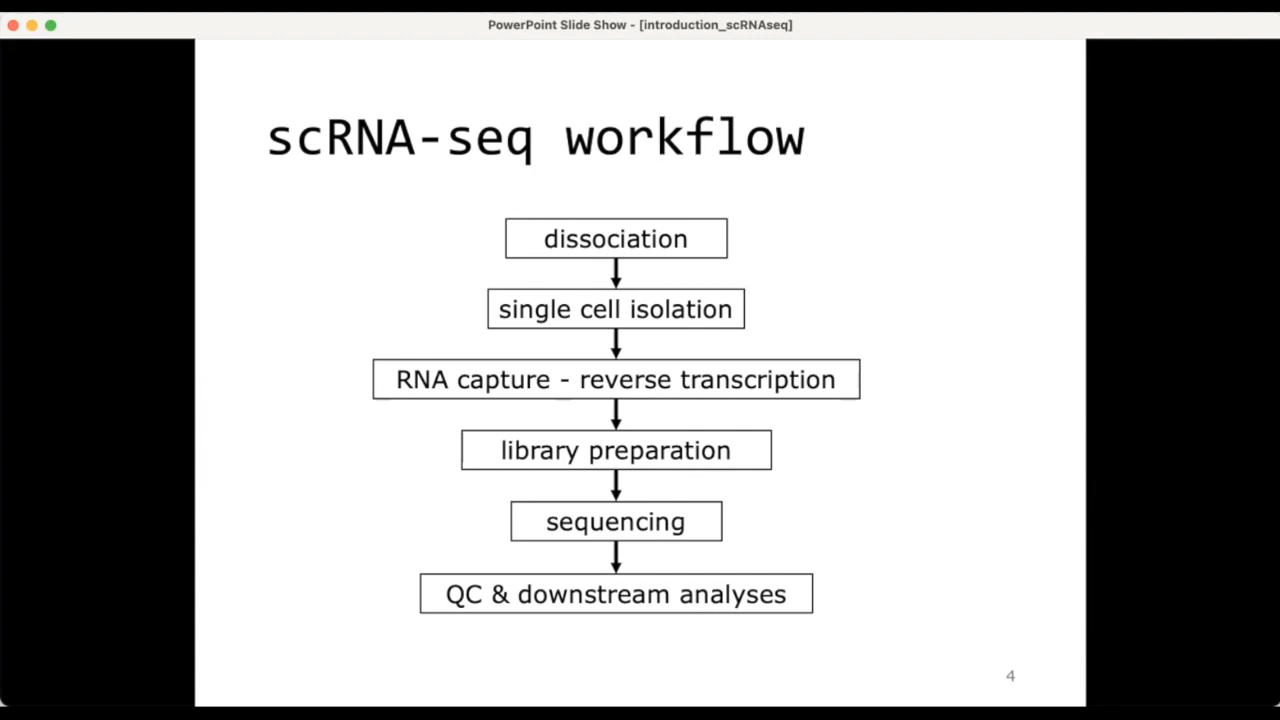 PowerPoint Slide Show - [introduction_scRNAseq]
scRNA-seq workflow
dissociation
single cell isolation
RNA capture - reverse transcription
library preparation
sequencing
QC & downstream analyses
4